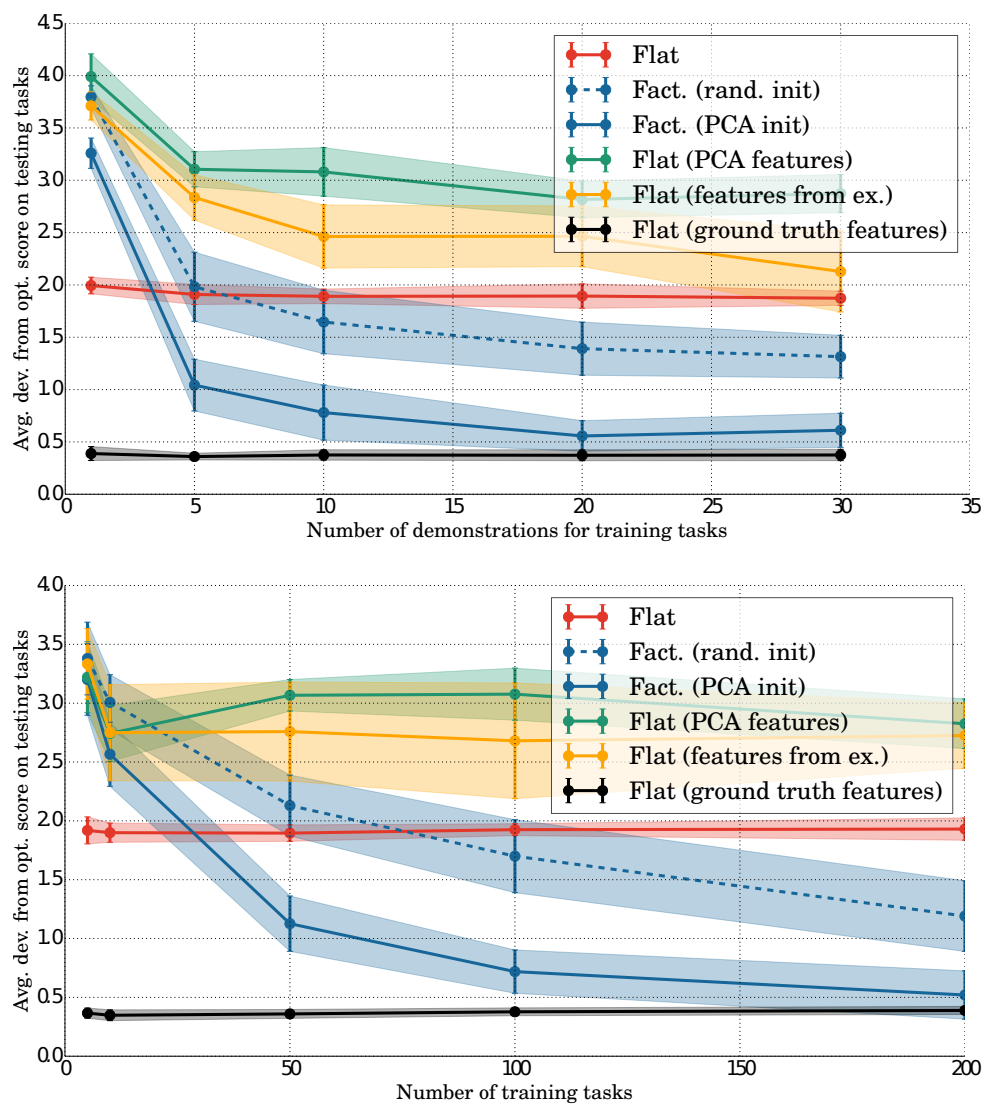 4.5
4.0
3.5
3.0
2.5
2.0
1.5
1.0
0.5
0.0
Avg. dev. from opt. score on testing tasks
Flat
Fact. (rand. init)
Fact. (PCA init)
Flat (PCA features)
Flat (features from ex.)
Flat (ground truth features)
0 5 10 15 20 25 30 35
Number of demonstrations for training tasks
4.0
3.5
3.0
2.5
2.0
1.5
1.0
0.5
0.0
Avg. dev. from opt. score on testing tasks
Flat
Fact. (rand. init)
Fact. (PCA init)
Flat (PCA features)
Flat (features from ex.)
Flat (ground truth features)
0 50 100 150 200
Number of training tasks